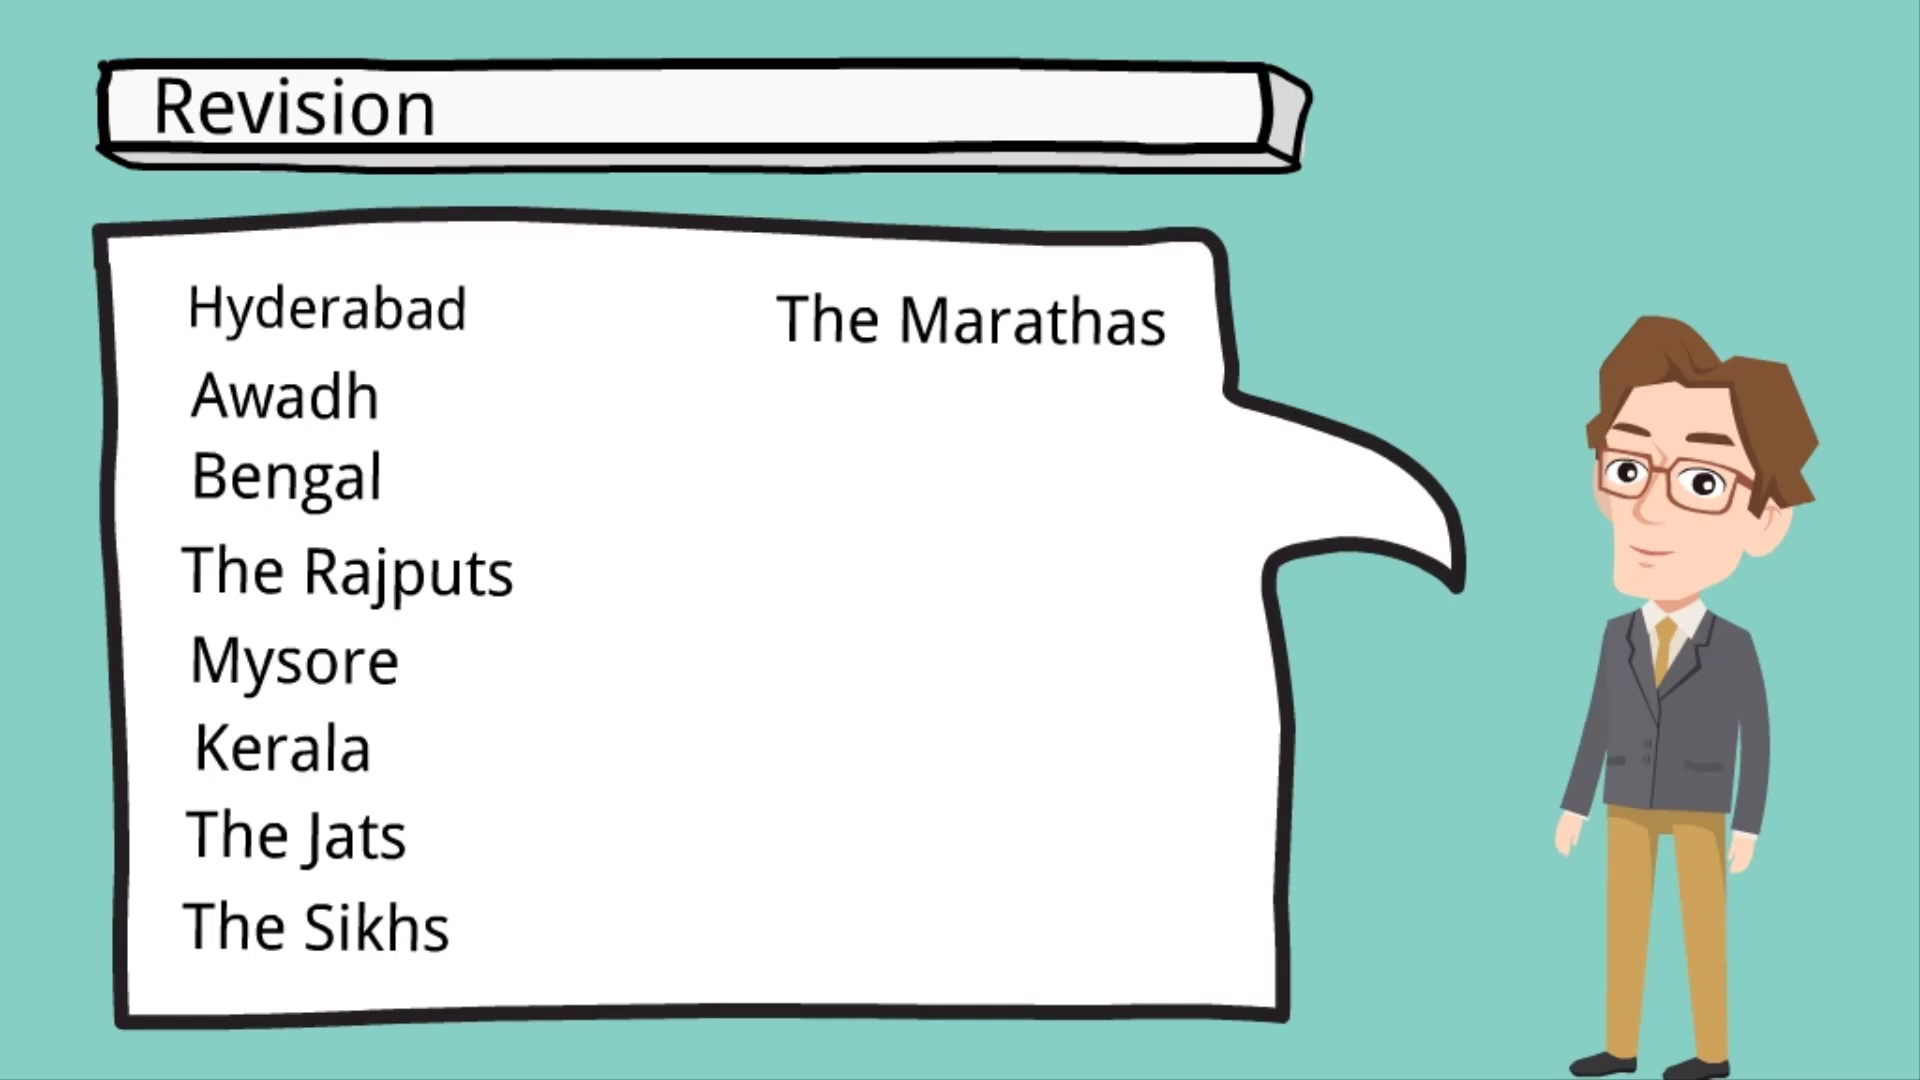 Revision
Hyderabad
Awadh
Bengal
The Rajputs
Mysore
Kerala
The Jats
The Sikhs
The Marathas